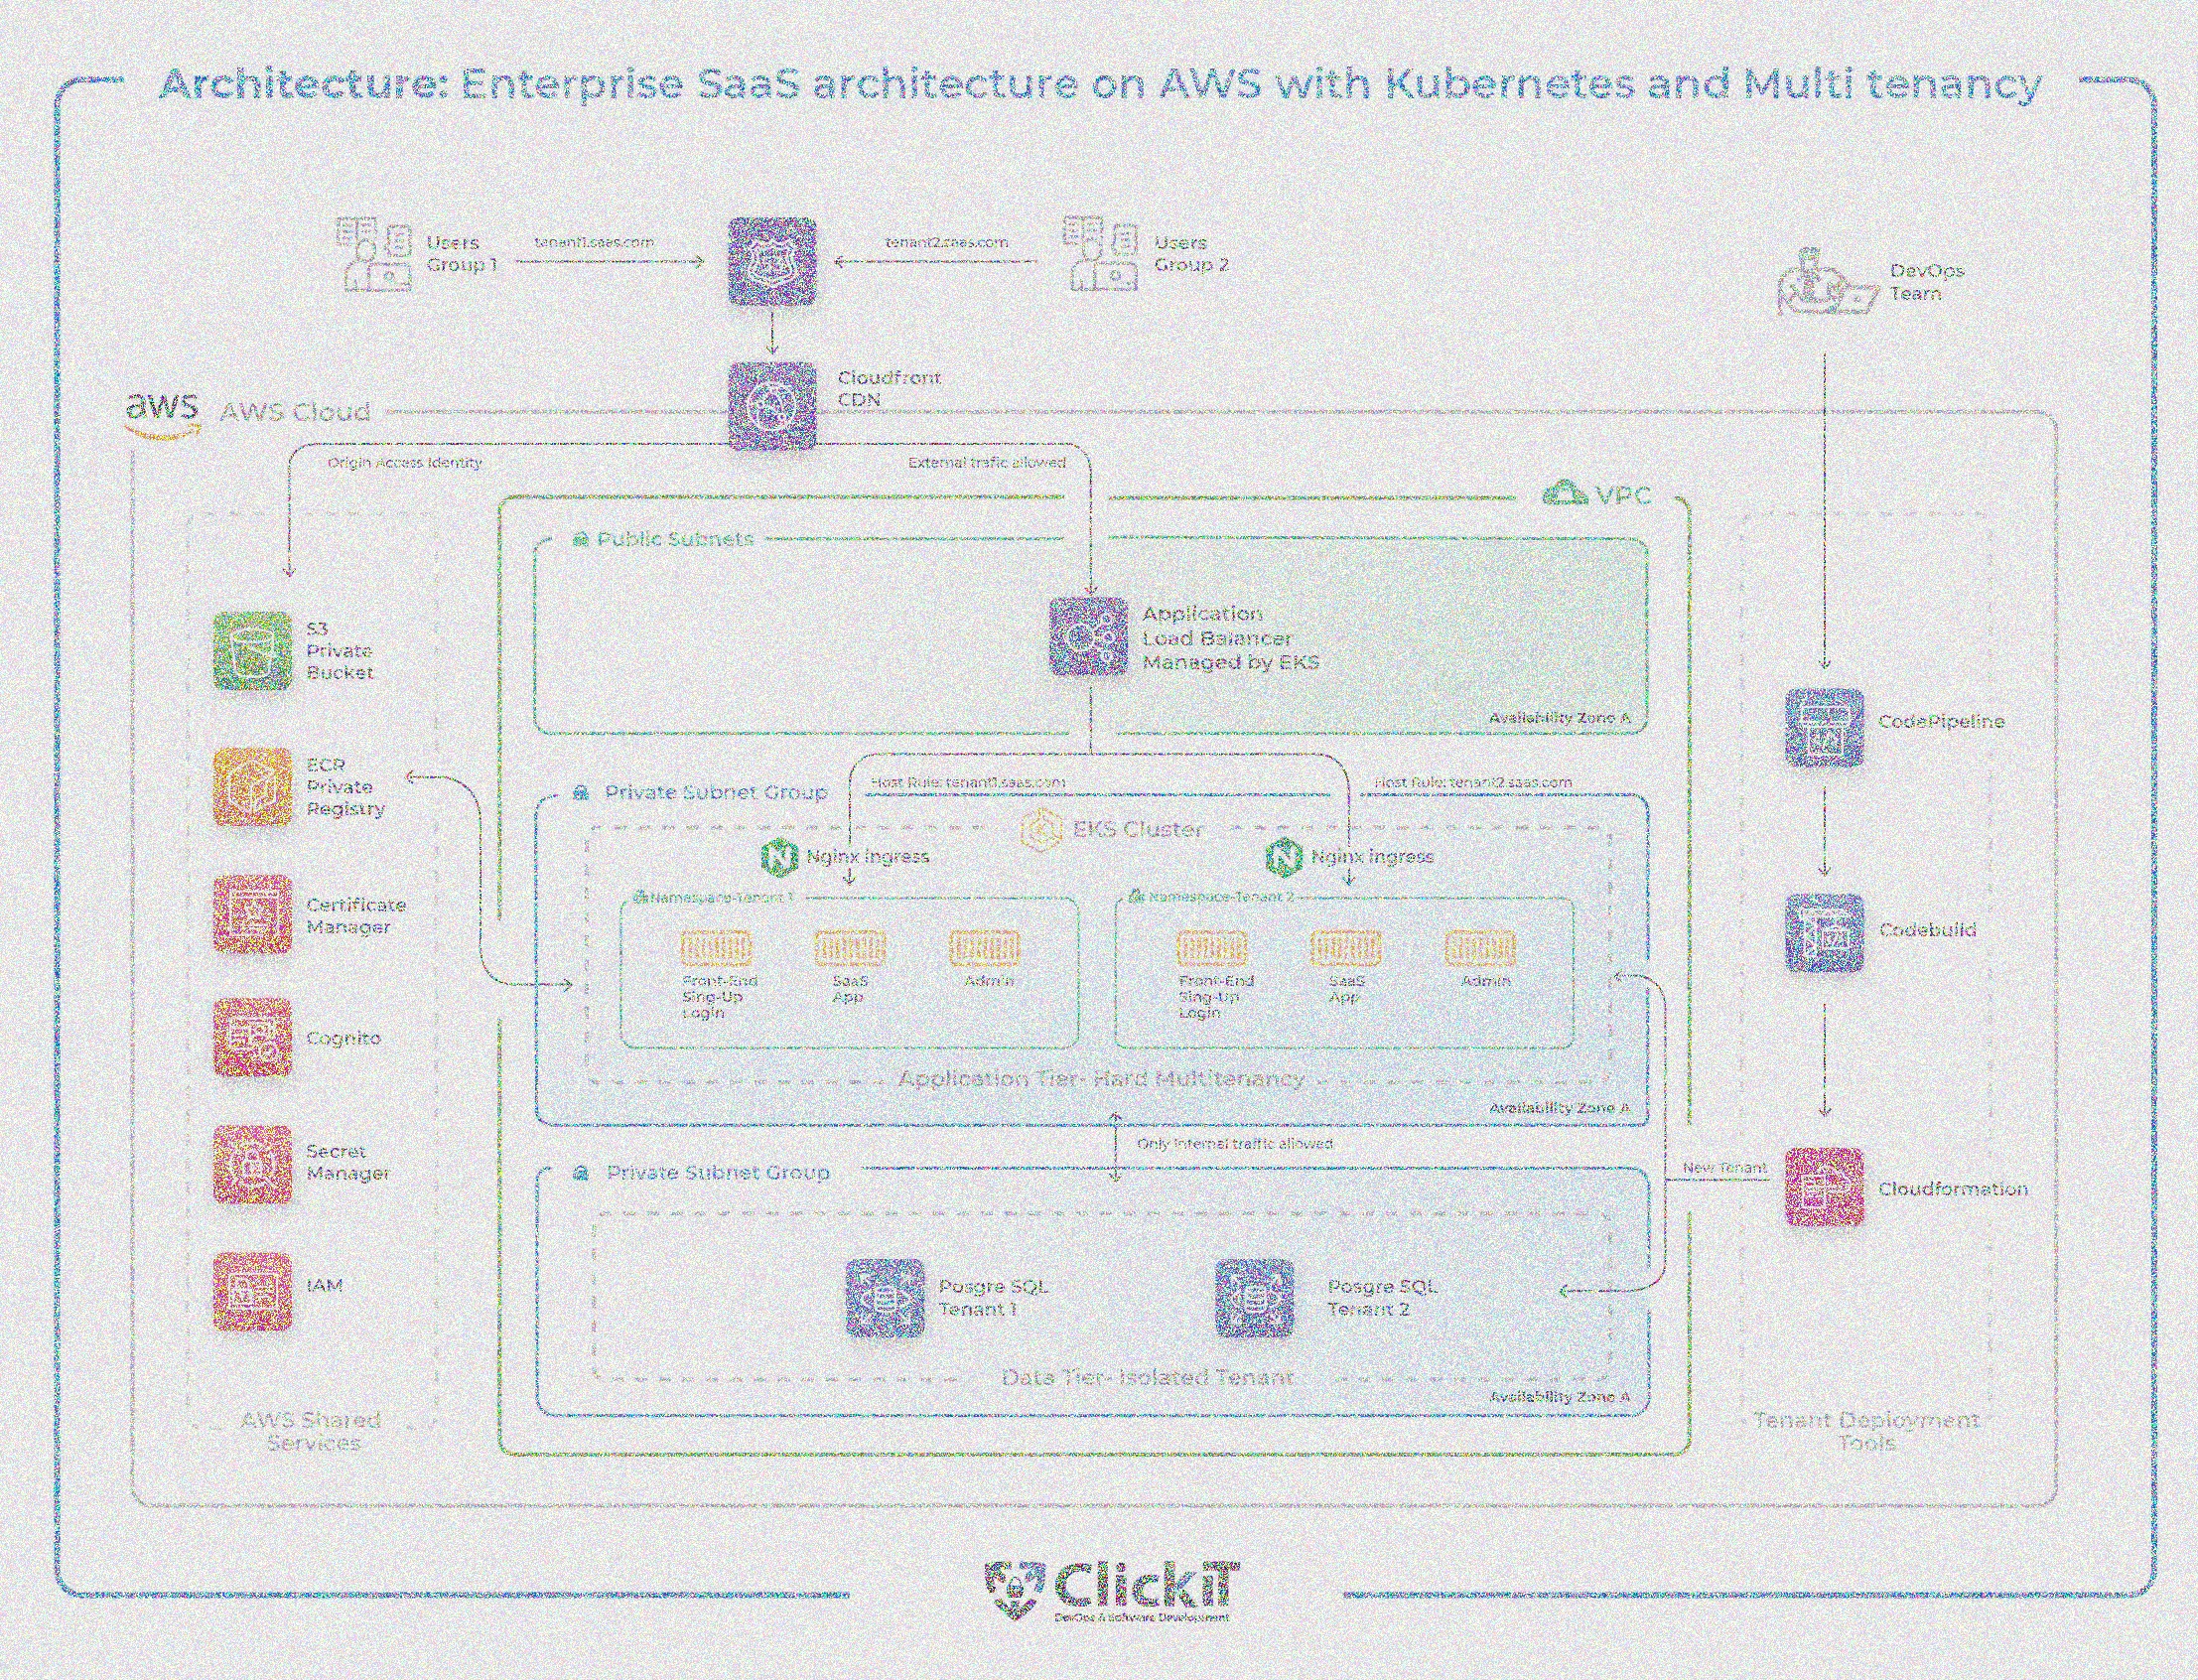 Architecture: Enterprise SaaS architecture on AWS with Kubernetes and Multi tenancy
Users
Group 1
tenant1.saas.com
tenant2.saas.com
Users
Group 2
DevOps
Team
Cloudfront
CDN
aws
AWS Cloud
Origin Access Identity
External trafic allowed
VPC
Public Subnets
Application
Load Balancer
Managed by EKS
Availability Zone A
S3
Private
Bucket
ECR
Private
Registry
Certificate
Manager
Cognito
Secret
Manager
IAM
AWS Shared
Services
Host Rule: tenant1.saas.com
Host Rule: tenant2.saas.com
Private Subnet Group
EKS Cluster
Nginx ingress
Nginx ingress
Namespare-Tenant 1
Namespace-Tenant 2
Front-End
Sing-Up
Login
SaaS
App
Admin
Front-End
Sing-Up
Login
SaaS
App
Admin
Application Tier- Hard Multitenancy
Availability Zone A
Only internal traffic allowed
Private Subnet Group
Posgre SQL
Tenant 1
Posgre SQL
Tenant 2
Data Tier- Isolated Tenant
Availability Zone A
CodePipeline
Codebuild
New Tenant
Cloudformation
Tenant Deployment
Tools
ClickIT
DevOps & Software Development